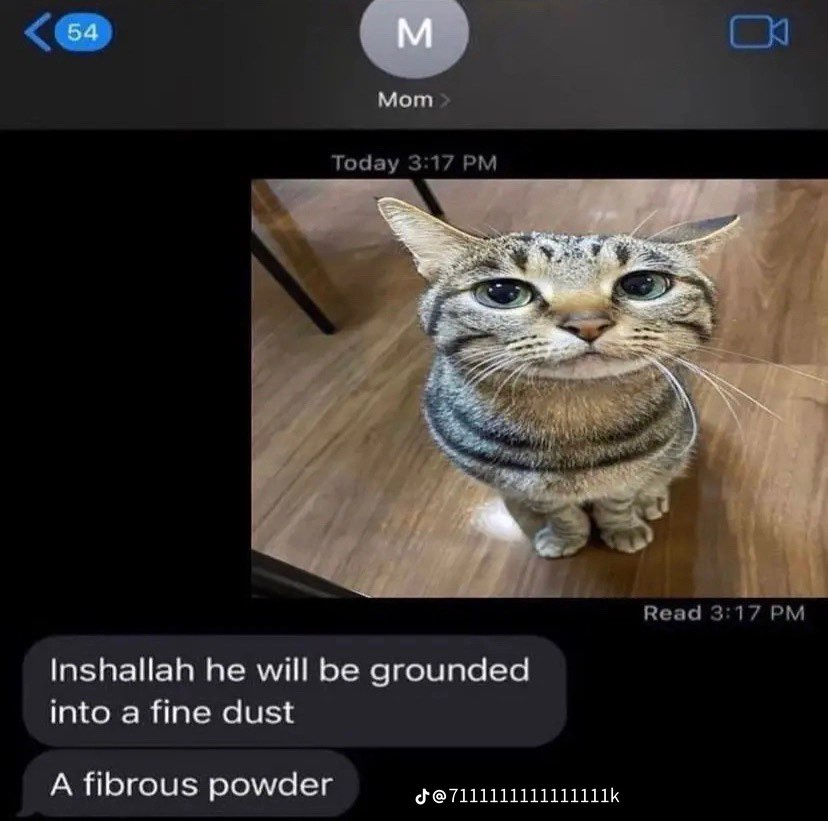 54
M
Mom >
Today 3:17 PM
Read 3:17 PM
Inshallah he will be grounded
into a fine dust
A fibrous powder
@7111111111111111k